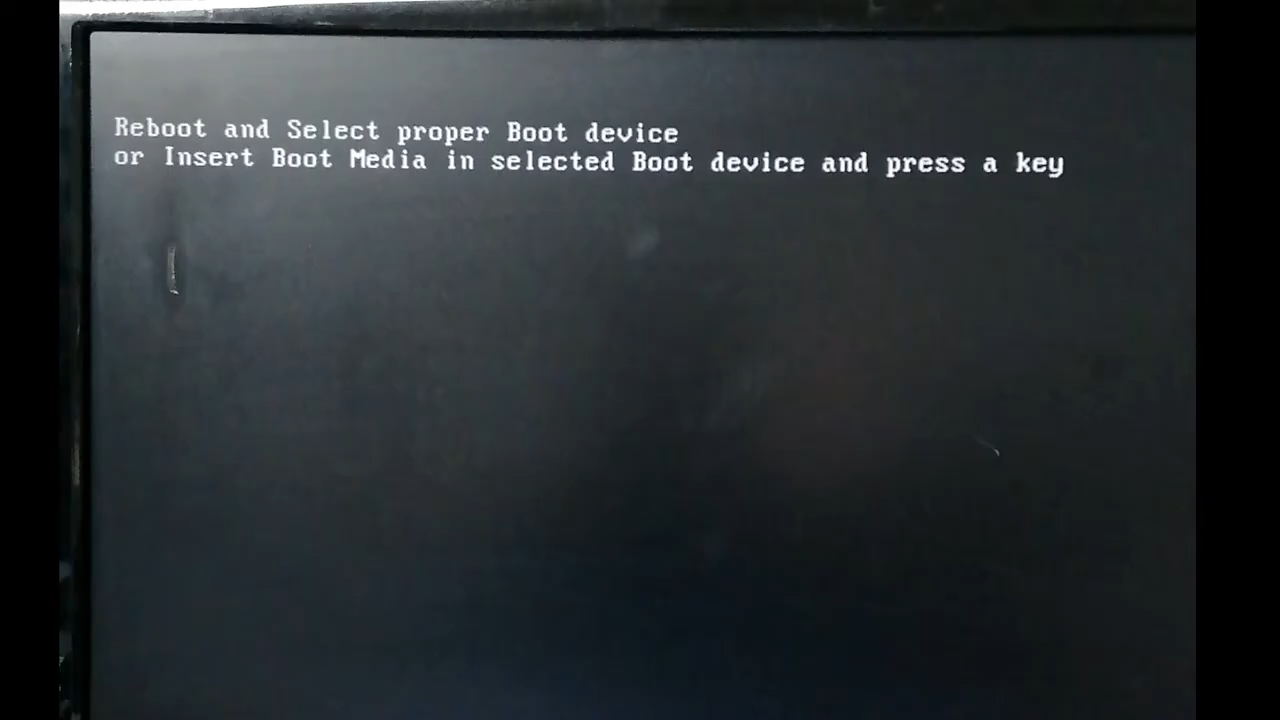 Reboot and Select proper Boot device
or Insert Boot Media in selected Boot device and press a key